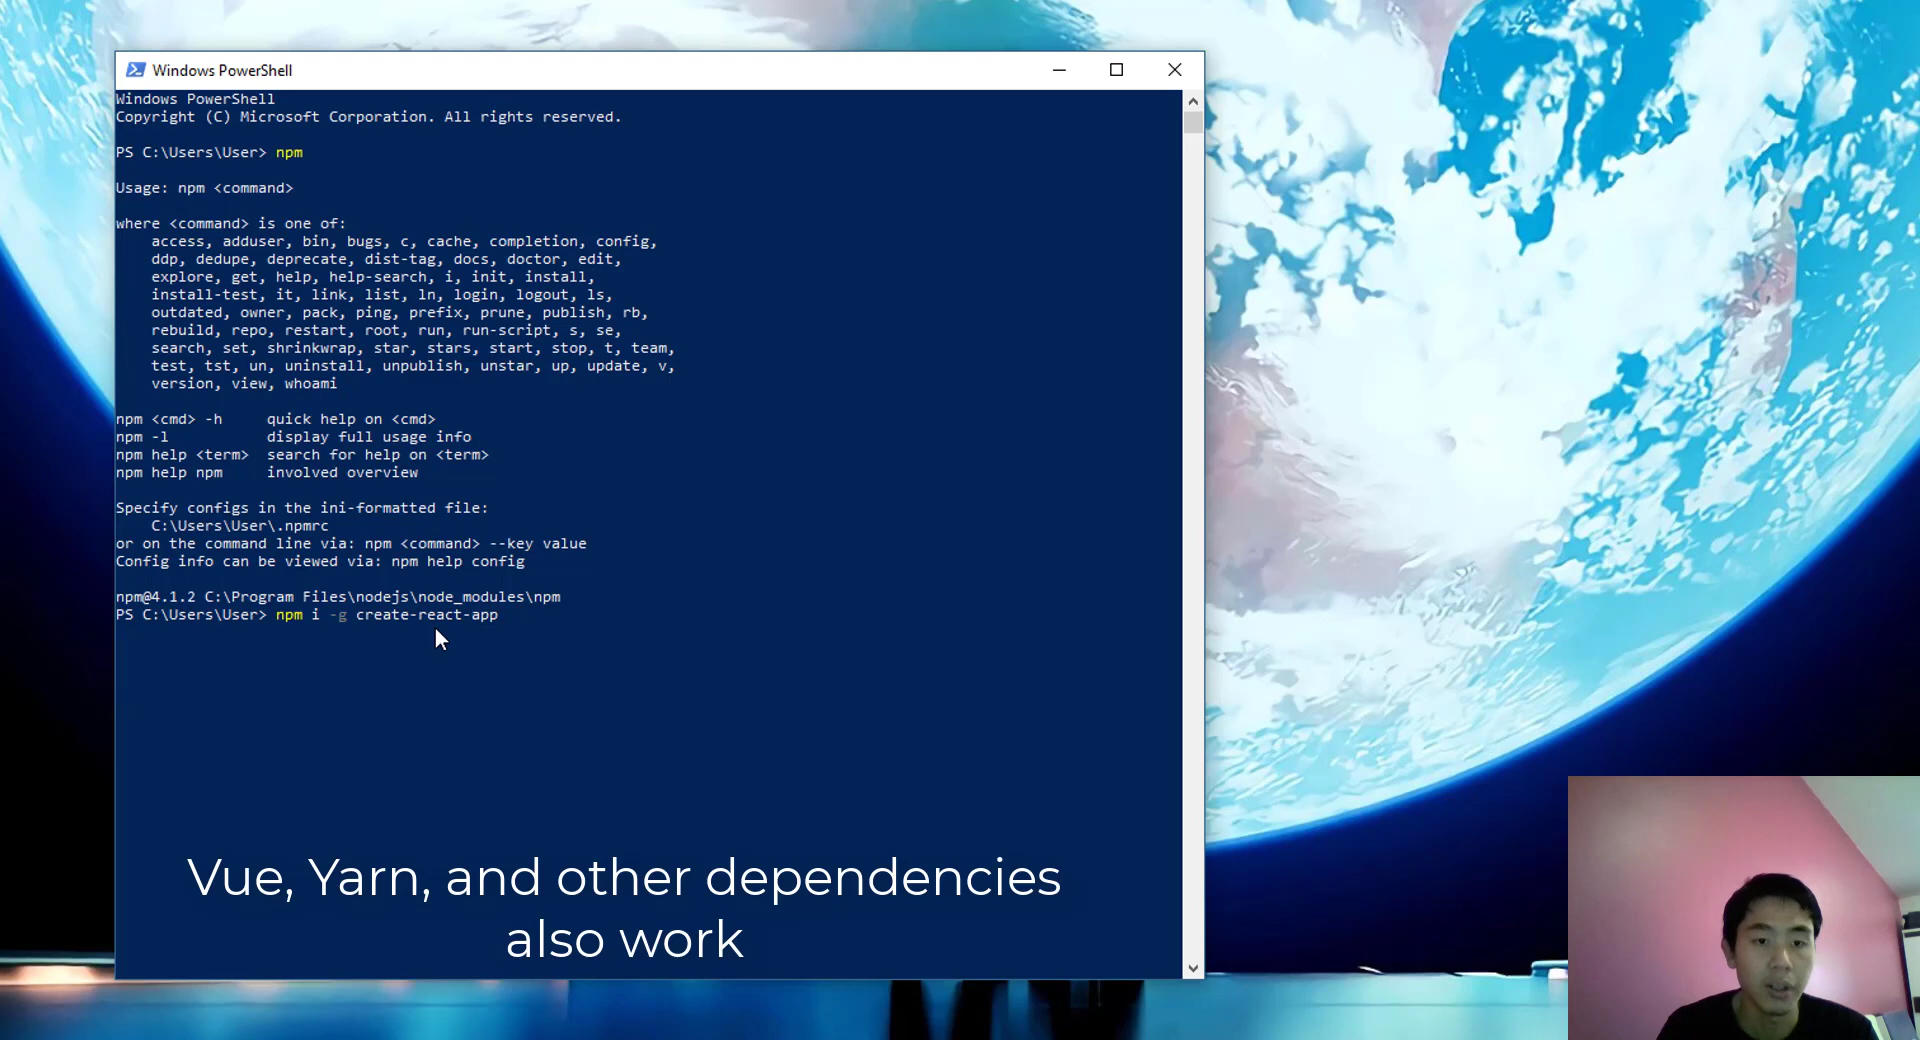 Windows PowerShell
Windows PowerShell
Copyright (C) Microsoft Corporation. All rights reserved.
PS C:\Users\User> npm
Usage: npm <command>
where <command> is one of:
    access, adduser, bin, bugs, c, cache, completion, config,
    ddp, dedupe, deprecate, dist-tag, docs, doctor, edit,
    explore, get, help, help-search, i, init, install,
    install-test, it, link, list, ln, login, logout, ls,
    outdated, owner, pack, ping, prefix, prune, publish, rb,
    rebuild, repo, restart, root, run, run-script, s, se,
    search, set, shrinkwrap, star, stars, start, stop, t, team,
    test, tst, un, uninstall, unpublish, unstar, up, update, v,
    version, view, whoami
npm <cmd> -h     quick help on <cmd>
npm -l           display full usage info
npm help <term>  search for help on <term>
npm help npm     involved overview
Specify configs in the ini-formatted file:
    C:\Users\User\.npmrc
or on the command line via: npm <command> --key value
Config info can be viewed via: npm help config
npm@4.1.2 C:\Program Files\nodejs\node_modules\npm
PS C:\Users\User> npm i -g create-react-app
Vue, Yarn, and other dependencies
also work